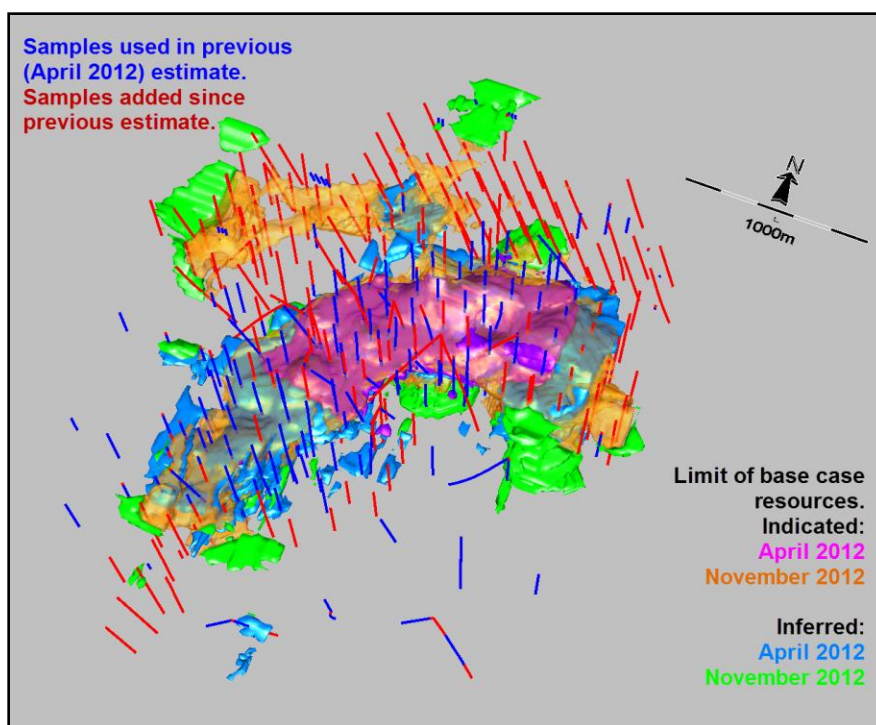 Samples used in previous
(April 2012) estimate.
Samples added since
previous estimate.
N
1000m
Limit of base case
resources.
Indicated:
April 2012
November 2012
Inferred:
April 2012
November 2012